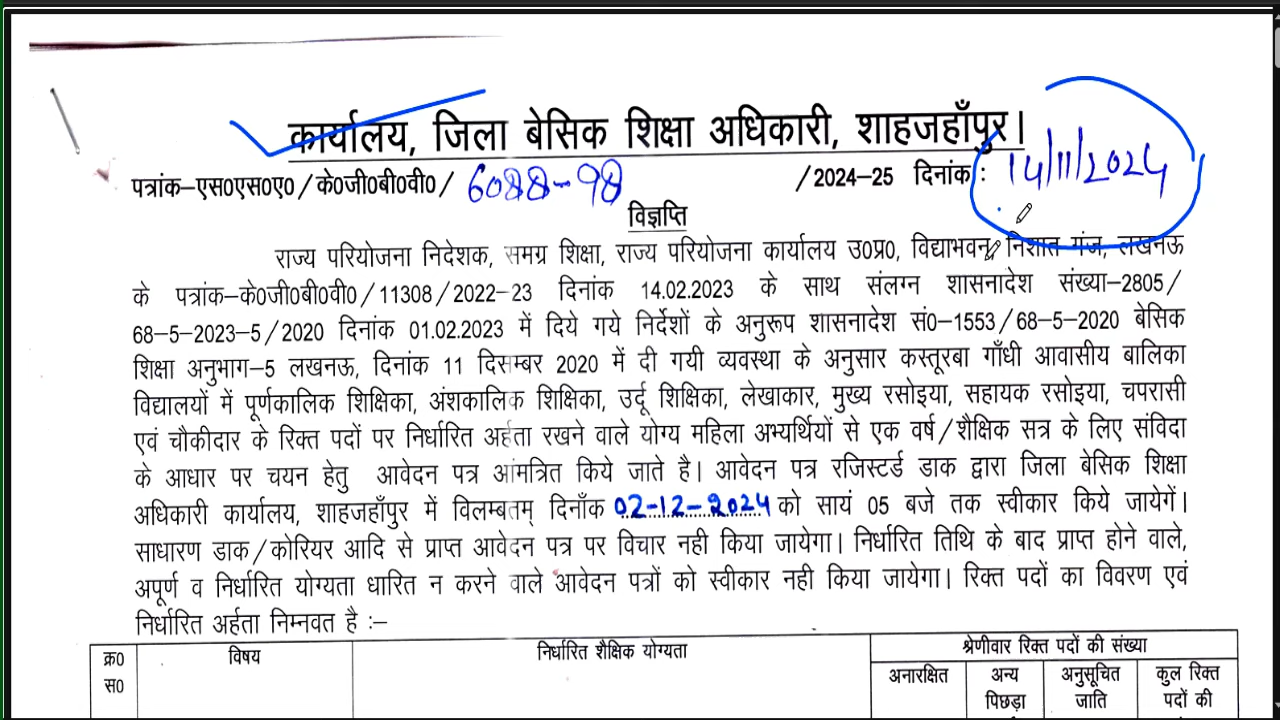 कार्यालय, जिला बेसिक शिक्षा अधिकारी, शाहजहाँपुर।
पत्रांक-एस0एस0ए0/के0जी0बी0वी0/ 6088-98 /2024-25 दिनांक : 14/11/2024
विज्ञप्ति
राज्य परियोजना निदेशक, समग्र शिक्षा, राज्य परियोजना कार्यालय उ0प्र0, विद्याभवन, निशात गंज, लखनऊ
के पत्रांक-के0जी0बी0वी0/11308/2022-23 दिनांक 14.02.2023 के साथ संलग्न शासनादेश संख्या-2805/
68-5-2023-5/2020 दिनांक 01.02.2023 में दिये गये निर्देशों के अनुरूप शासनादेश सं0-1553/68-5-2020 बेसिक
शिक्षा अनुभाग-5 लखनऊ, दिनांक 11 दिसम्बर 2020 में दी गयी व्यवस्था के अनुसार कस्तूरबा गाँधी आवासीय बालिका
विद्यालयों में पूर्णकालिक शिक्षिका, अंशकालिक शिक्षिका, उर्दू शिक्षिका, लेखाकार, मुख्य रसोइया, सहायक रसोइया, चपरासी
एवं चौकीदार के रिक्त पदों पर निर्धारित अर्हता रखने वाले योग्य महिला अभ्यर्थियों से एक वर्ष/शैक्षिक सत्र के लिए संविदा
के आधार पर चयन हेतु आवेदन पत्र आंमत्रित किये जाते है। आवेदन पत्र रजिस्टर्ड डाक द्वारा जिला बेसिक शिक्षा
अधिकारी कार्यालय, शाहजहाँपुर में विलम्बतम् दिनाँक 02-12-2024 को सायं 05 बजे तक स्वीकार किये जायेगें।
साधारण डाक/कोरियर आदि से प्राप्त आवेदन पत्र पर विचार नही किया जायेगा। निर्धारित तिथि के बाद प्राप्त होने वाले,
अपूर्ण व निर्धारित योग्यता धारित न करने वाले आवेदन पत्रों को स्वीकार नही किया जायेगा। रिक्त पदों का विवरण एवं
निर्धारित अर्हता निम्नवत है :-
क्र0 विषय निर्धारित शैक्षिक योग्यता श्रेणीवार रिक्त पदों की संख्या
स0 अनारक्षित अन्य अनुसूचित कुल रिक्त
पिछड़ा जाति पदों की